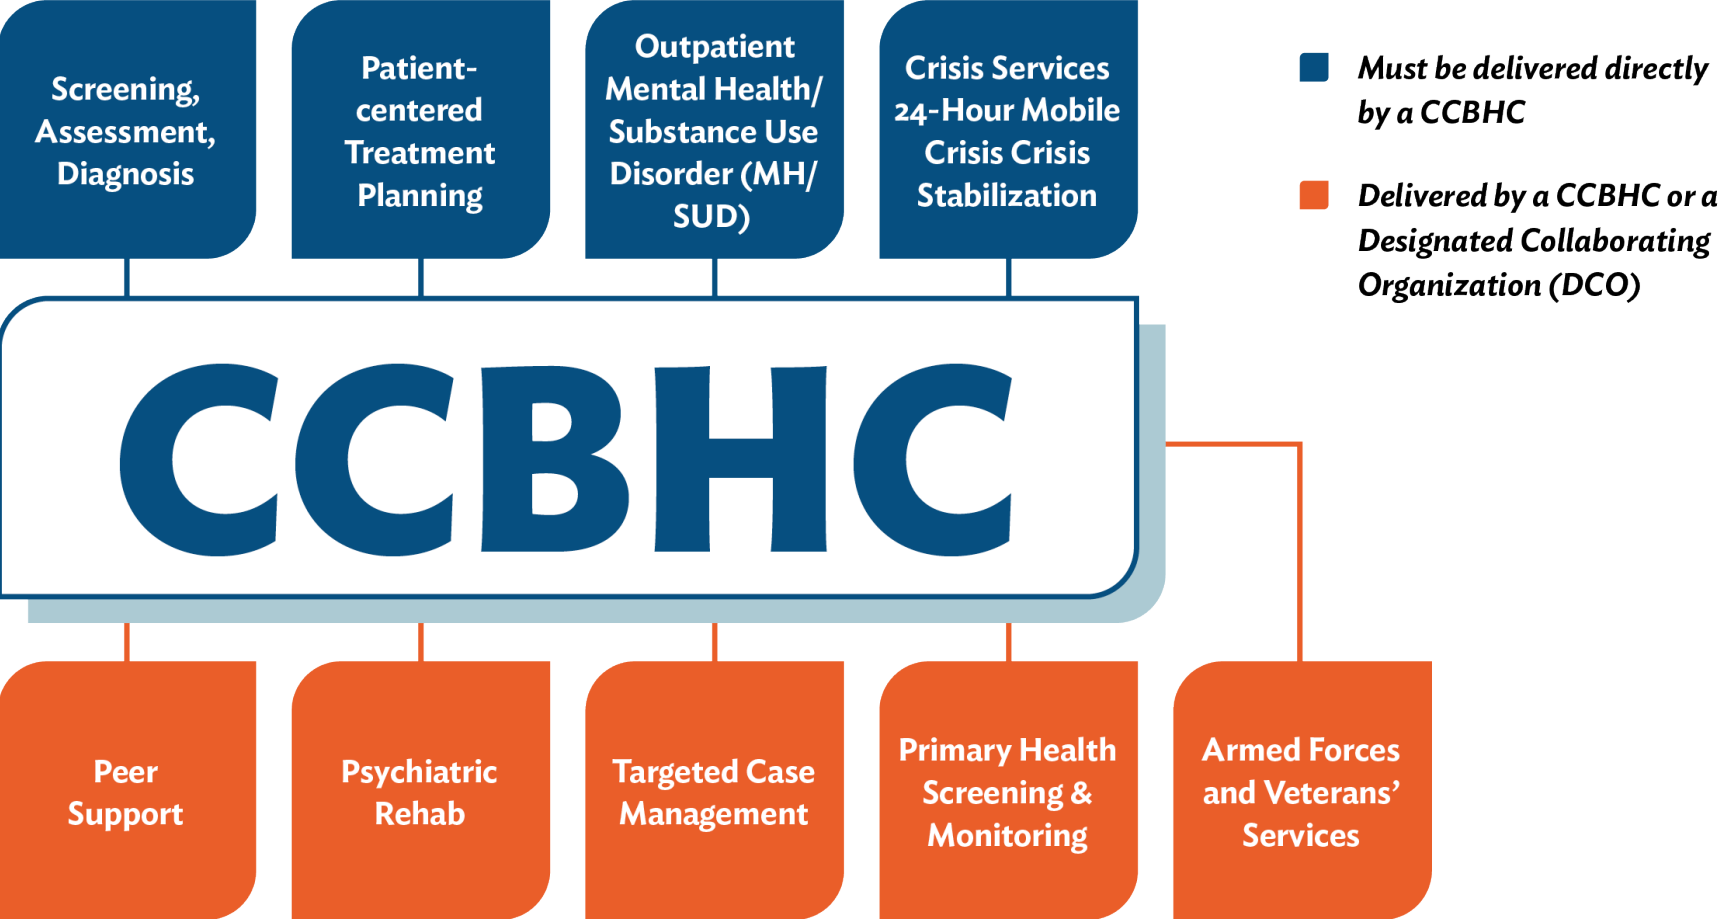 Screening,
Assessment,
Diagnosis
Patient-
centered
Treatment
Planning
Outpatient
Mental Health/
Substance Use
Disorder (MH/
SUD)
Crisis Services
24-Hour Mobile
Crisis Crisis
Stabilization
Must be delivered directly
by a CCBHC
Delivered by a CCBHC or a
Designated Collaborating
Organization (DCO)
CCBHC
Peer
Support
Psychiatric
Rehab
Targeted Case
Management
Primary Health
Screening &
Monitoring
Armed Forces
and Veterans’
Services